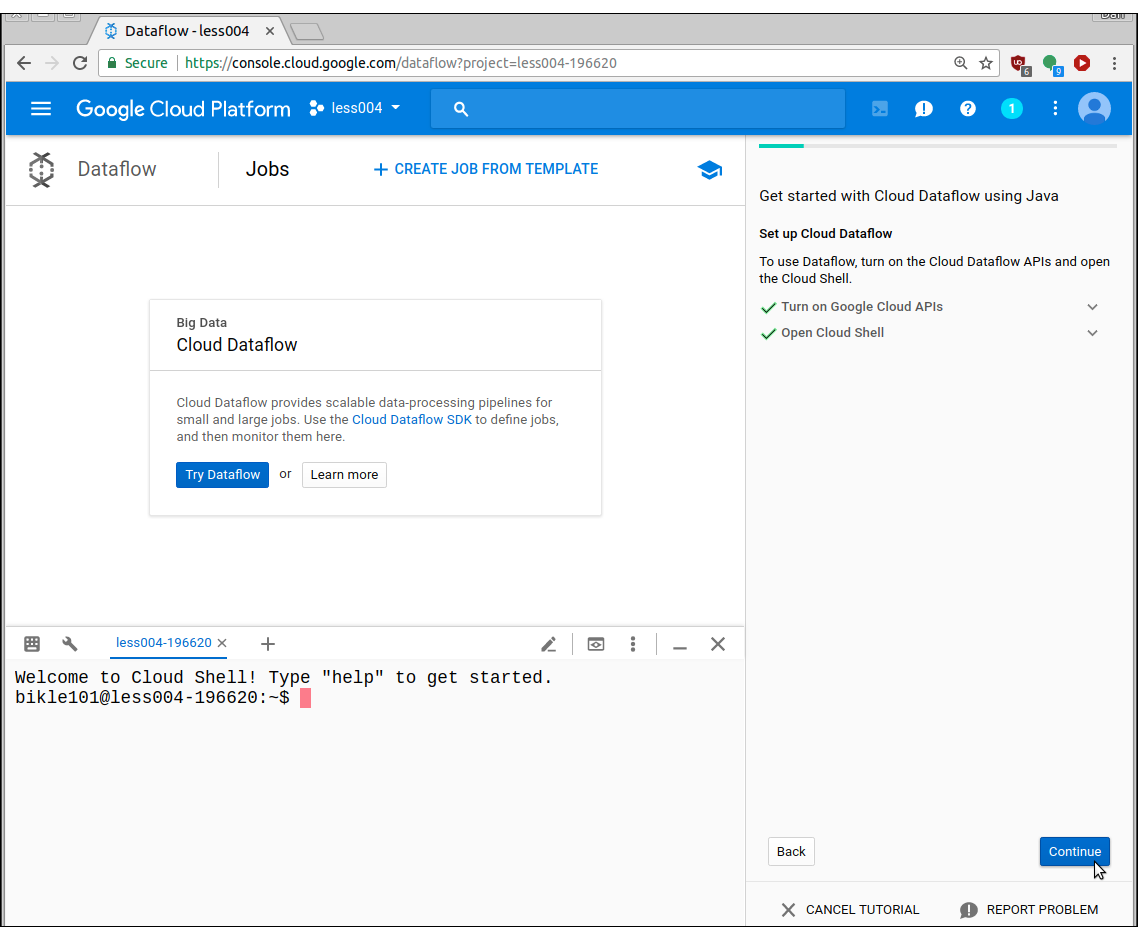 Dataflow - less004
Secure
https://console.cloud.google.com/dataflow?project=less004-196620
6
9
Google Cloud Platform
less004
1
Dataflow
Jobs
CREATE JOB FROM TEMPLATE
Big Data
Cloud Dataflow
Cloud Dataflow provides scalable data-processing pipelines for
small and large jobs. Use the Cloud Dataflow SDK to define jobs,
and then monitor them here.
Try Dataflow or Learn more
Get started with Cloud Dataflow using Java
Set up Cloud Dataflow
To use Dataflow, turn on the Cloud Dataflow APIs and open
the Cloud Shell.
Turn on Google Cloud APIs
Open Cloud Shell
less004-196620
Welcome to Cloud Shell! Type "help" to get started.
bikle101@less004-196620:~$
Back
Continue
CANCEL TUTORIAL
REPORT PROBLEM